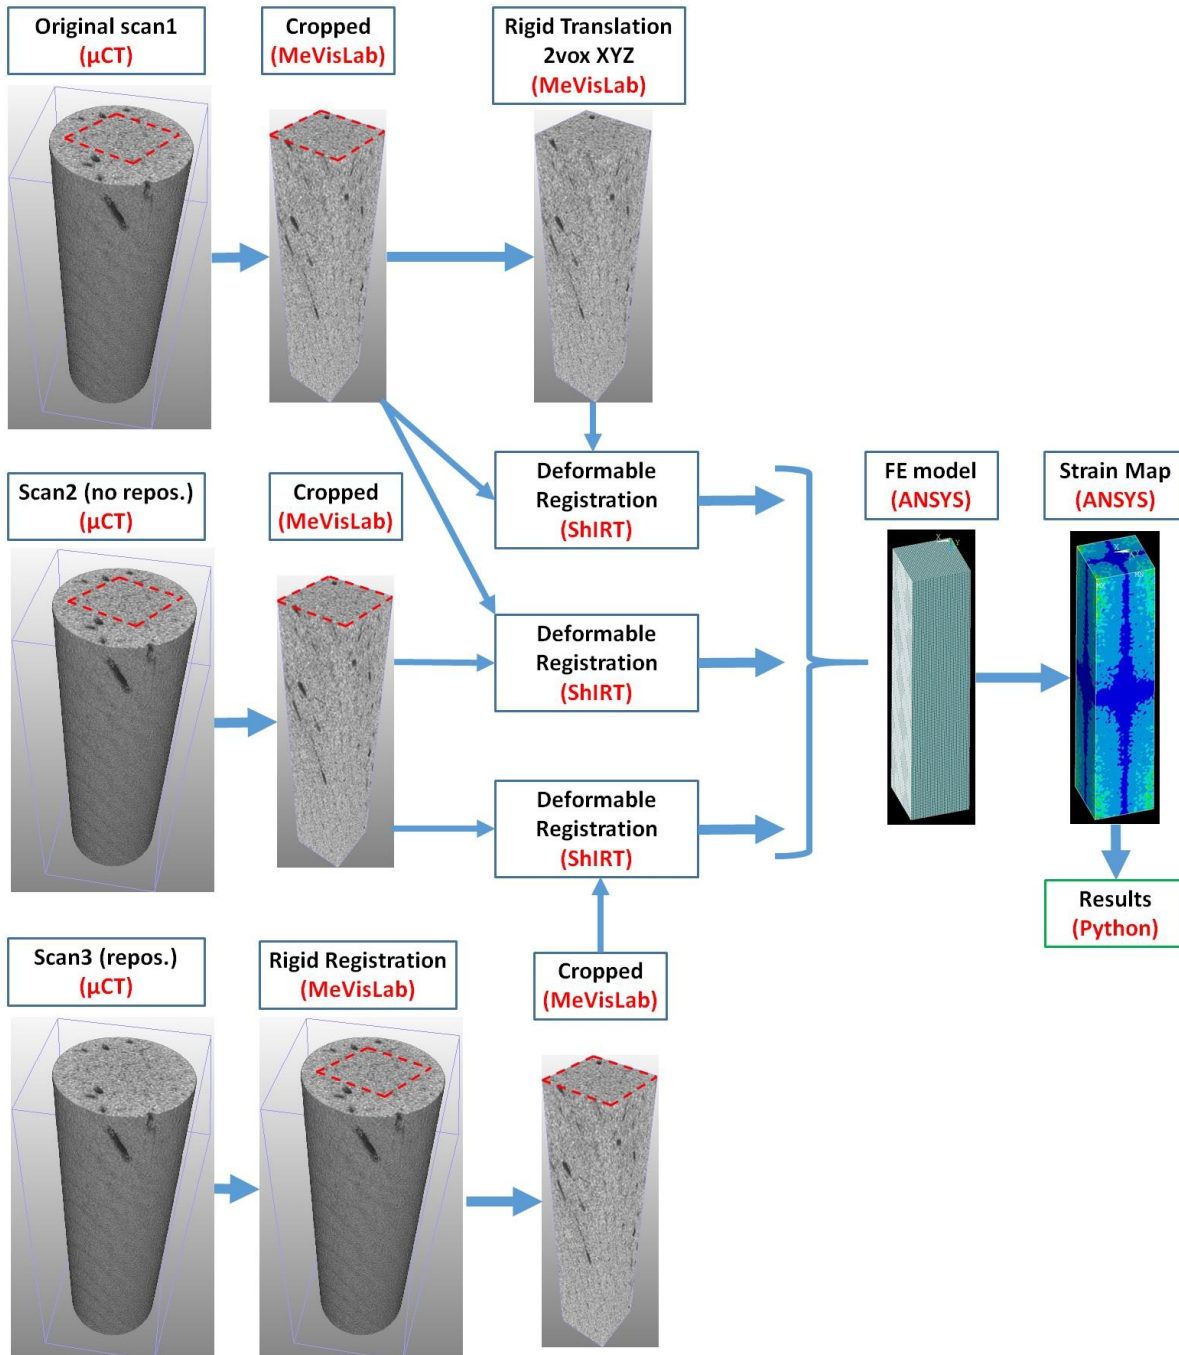 Original scan1
(µCT)
Cropped
(MeVisLab)
Rigid Translation
2vox XYZ
(MeVisLab)
Deformable
Registration
(ShIRT)
Scan2 (no repos.)
(µCT)
Cropped
(MeVisLab)
FE model
(ANSYS)
Strain Map
(ANSYS)
Deformable
Registration
(ShIRT)
Deformable
Registration
(ShIRT)
Results
(Python)
Scan3 (repos.)
(µCT)
Rigid Registration
(MeVisLab)
Cropped
(MeVisLab)